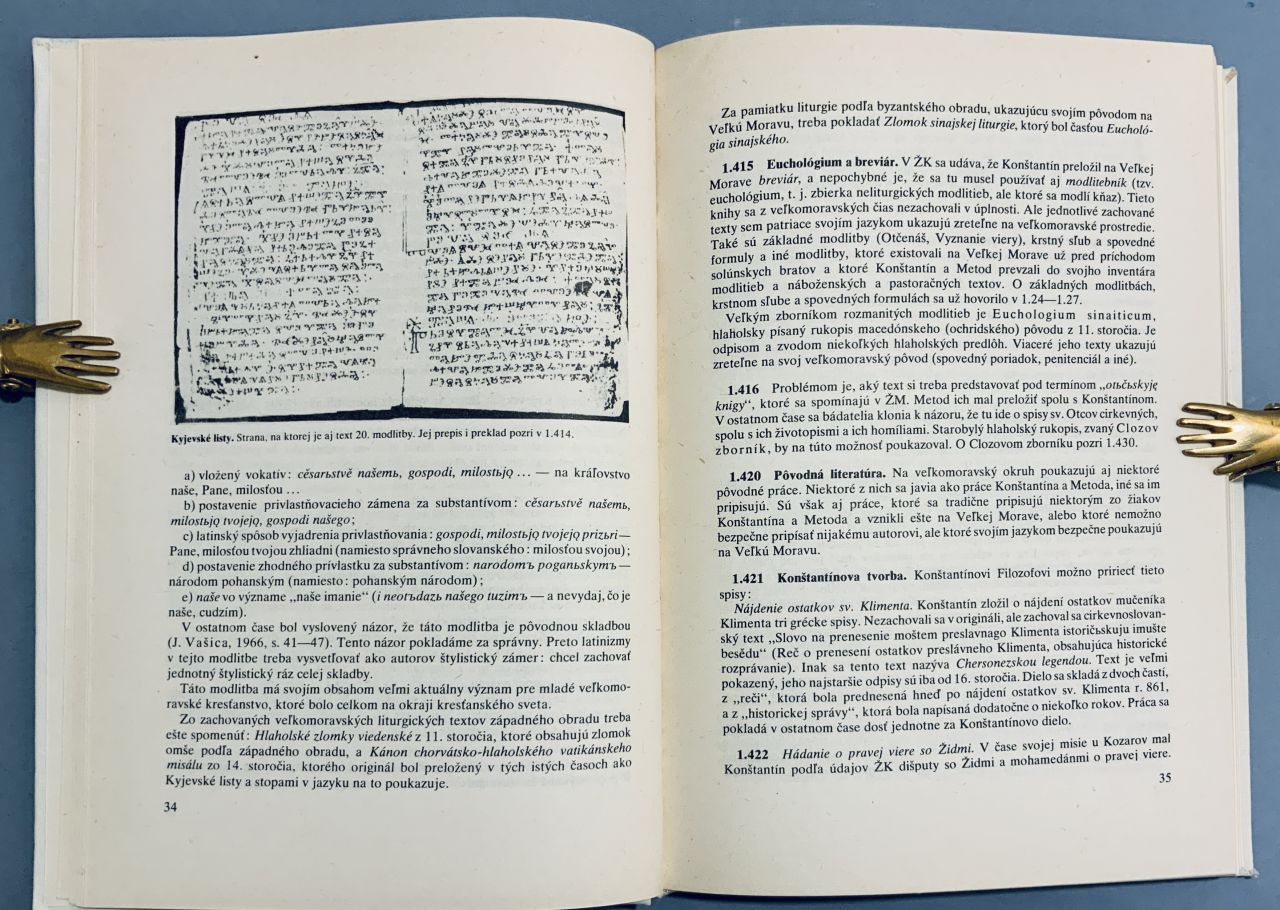 Kyjevské listy. Strana, na ktorej je aj text 20. modlitby. Jej prepis i preklad pozri v 1.414.
a) vložený vokatív: cěsarьstvě našemь, gospodi, milostьjǫ … — na kráľovstvo
naše, Pane, milosťou …
b) postavenie privlastňovacieho zámena za substantívom: cěsarьstvě našemь,
milostьjǫ tvojejǫ, gospodi našego;
c) latinský spôsob vyjadrenia privlastňovania: gospodi, milostьjǫ tvojejǫ prizьri—
Pane, milosťou tvojou zhliadni (namiesto správneho slovanského: milosťou svojou);
d) postavenie zhodného prívlastku za substantívom: narodomъ poganьskymъ —
národom pohanským (namiesto: pohanským národom);
e) naše vo význame „naše imanie“ (i neotъdazь našego tuzimъ — a nevydaj, čo je
naše, cudzím).
V ostatnom čase bol vyslovený názor, že táto modlitba je pôvodnou skladbou
(J. Vašica, 1966, s. 41—47). Tento názor pokladáme za správny. Preto latinizmy
v tejto modlitbe treba vysvetľovať ako autorov štylistický zámer: chcel zachovať
jednotný štylistický ráz celej skladby.
Táto modlitba má svojím obsahom veľmi aktuálny význam pre mladé veľkomo-
ravské kresťanstvo, ktoré bolo celkom na okraji kresťanského sveta.
Zo zachovaných veľkomoravských liturgických textov západného obradu treba
ešte spomenúť: Hlaholské zlomky viedenské z 11. storočia, ktoré obsahujú zlomok
omše podľa západného obradu, a Kánon chorvátsko-hlaholského vatikánskeho
misálu zo 14. storočia, ktorého originál bol preložený v tých istých časoch ako
Kyjevské listy a stopami v jazyku na to poukazuje.
34
Za pamiatku liturgie podľa byzantského obradu, ukazujúcu svojím pôvodom na
Veľkú Moravu, treba pokladať Zlomok sinajskej liturgie, ktorý bol časťou Eucholó-
gia sinajského.
1.415 Euchológium a breviár. V ŽK sa udáva, že Konštantín preložil na Veľkej
Morave breviár, a nepochybné je, že sa tu musel používať aj modlitebník (tzv.
euchológium, t. j. zbierka neliturgických modlitieb, ale ktoré sa modlí kňaz). Tieto
knihy sa z veľkomoravských čias nezachovali v úplnosti. Ale jednotlivé zachované
texty sem patriace svojím jazykom ukazujú zreteľne na veľkomoravské prostredie.
Také sú základné modlitby (Otčenáš, Vyznanie viery), krstný sľub a spovedné
formuly a iné modlitby, ktoré existovali na Veľkej Morave už pred príchodom
solúnskych bratov a ktoré Konštantín a Metod prevzali do svojho inventára
modlitieb a náboženských a pastoračných textov. O základných modlitbách,
krstnom sľube a spovedných formulách sa už hovorilo v 1.24—1.27.
Veľkým zborníkom rozmanitých modlitieb je Euchologium sinaiticum,
hlaholsky písaný rukopis macedónskeho (ochridského) pôvodu z 11. storočia. Je
odpisom a zvodom niekoľkých hlaholských predlôh. Viaceré jeho texty ukazujú
zreteľne na svoj veľkomoravský pôvod (spovedný poriadok, penitenciál a iné).
1.416 Problémom je, aký text si treba predstavovať pod termínom „otьčьskyję
knigy“, ktoré sa spomínajú v ŽM. Metod ich mal preložiť spolu s Konštantínom.
V ostatnom čase sa bádatelia klonia k názoru, že tu ide o spisy sv. Otcov cirkevných,
spolu s ich životopismi a ich homíliami. Starobylý hlaholský rukopis, zvaný Clozov
zborník, by na túto možnosť poukazoval. O Clozovom zborníku pozri 1.430.
1.420 Pôvodná literatúra. Na veľkomoravský okruh poukazujú aj niektoré
pôvodné práce. Niektoré z nich sa javia ako práce Konštantína a Metoda, iné sa im
pripisujú. Sú však aj práce, ktoré sa tradične pripisujú niektorým zo žiakov
Konštantína a Metoda a vznikli ešte na Veľkej Morave, alebo ktoré nemožno
bezpečne pripísať nijakému autorovi, ale ktoré svojím jazykom bezpečne poukazujú
na Veľkú Moravu.
1.421 Konštantínova tvorba. Konštantínovi Filozofovi možno pririecť tieto
spisy:
Nájdenie ostatkov sv. Klimenta. Konštantín zložil o nájdení ostatkov mučeníka
Klimenta tri grécke spisy. Nezachovali sa v origináli, ale zachoval sa cirkevnoslovan-
ský text „Slovo na prenesenie moštem preslavnago Klimenta istoričьskuju imušte
besědu“ (Reč o prenesení ostatkov preslávneho Klimenta, obsahujúca historické
rozprávanie). Inak sa tento text nazýva Chersonezskou legendou. Text je veľmi
pokazený, jeho najstaršie odpisy sú iba od 16. storočia. Dielo sa skladá z dvoch častí,
z „reči“, ktorá bola prednesená hneď po nájdení ostatkov sv. Klimenta r. 861,
a z „historickej správy“, ktorá bola napísaná dodatočne o niekoľko rokov. Práca sa
pokladá v ostatnom čase dosť jednotne za Konštantínovo dielo.
1.422 Hádanie o pravej viere so Židmi. V čase svojej misie u Kozarov mal
Konštantín podľa údajov ŽK dišputy so Židmi a mohamedánmi o pravej viere.
35